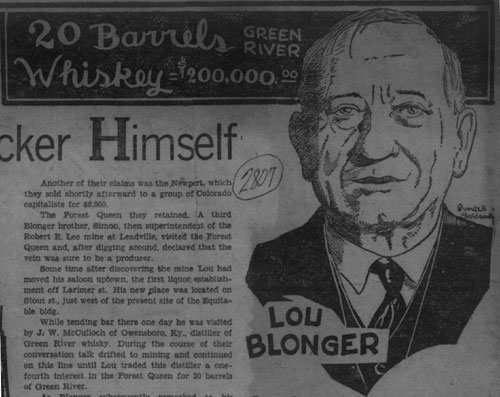 20 Barrels GREEN
RIVER
Whiskey = $200,000.00
cker Himself
2807
Another of their claims was the Newport, which
they sold shortly afterward to a group of Colorado
capitalists for $6,000.
The Forest Queen they retained. A third
Blonger brother, Simon, then superintendent of the
Robert E. Lee mine at Leadville, visited the Forest
Queen and, after digging around, declared that the
vein was sure to be a producer.
Some time after discovering the mine Lou had
moved his saloon uptown, the first liquor establish-
ment off Larimer st. His new place was located on
Stout st., just west of the present site of the Equita-
ble bldg.
While tending bar there one day he was visited
by J. W. McCulloch of Owensboro, Ky., distiller of
Green River whisky. During the course of their
conversation talk drifted to mining and continued
on this line until Lou traded this distiller a one-
fourth interest in the Forest Queen for 20 barrels
of Green River.
As Blonger subsequently remarked to his
LOU
BLONGER